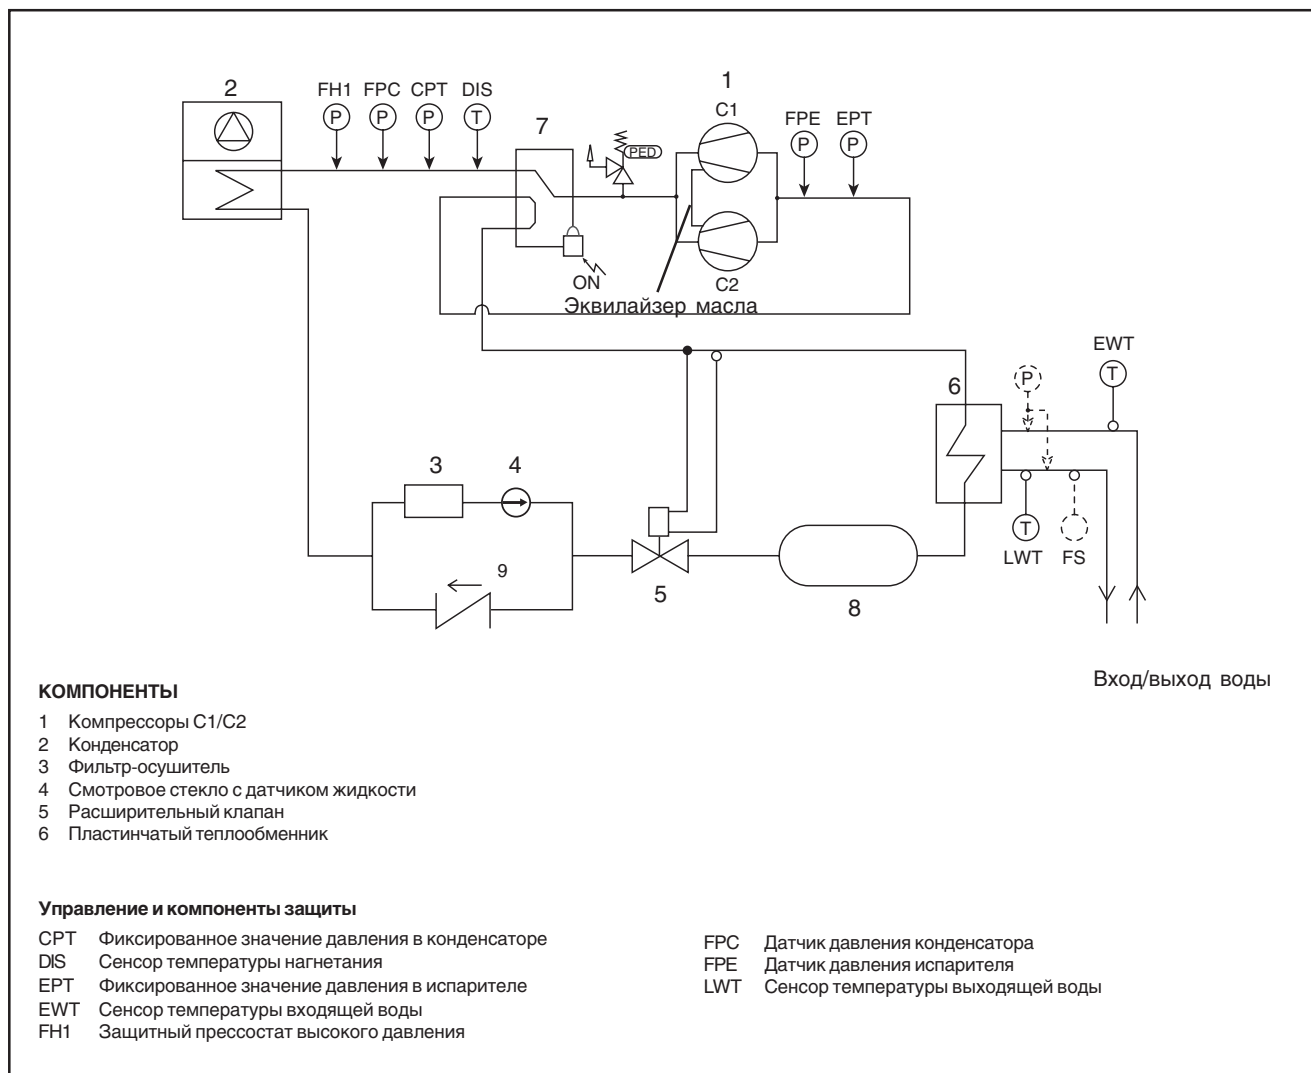 2
FH1 FPC CPT DIS
P P P T
7
PED
1
C1
FPE EPT
P P
C2
ON
Эквилайзер масла
EWT
T
P
6
3 4
9
5
8
T
LWT FS
Вход/выход воды
КОМПОНЕНТЫ
1 Компрессоры С1/С2
2 Конденсатор
3 Фильтр-осушитель
4 Смотровое стекло с датчиком жидкости
5 Расширительный клапан
6 Пластинчатый теплообменник
Управление и компоненты защиты
CPT Фиксированное значение давления в конденсаторе
DIS Сенсор температуры нагнетания
EPT Фиксированное значение давления в испарителе
EWT Сенсор температуры входящей воды
FH1 Защитный прессостат высокого давления
FPC Датчик давления конденсатора
FPE Датчик давления испарителя
LWT Сенсор температуры выходящей воды